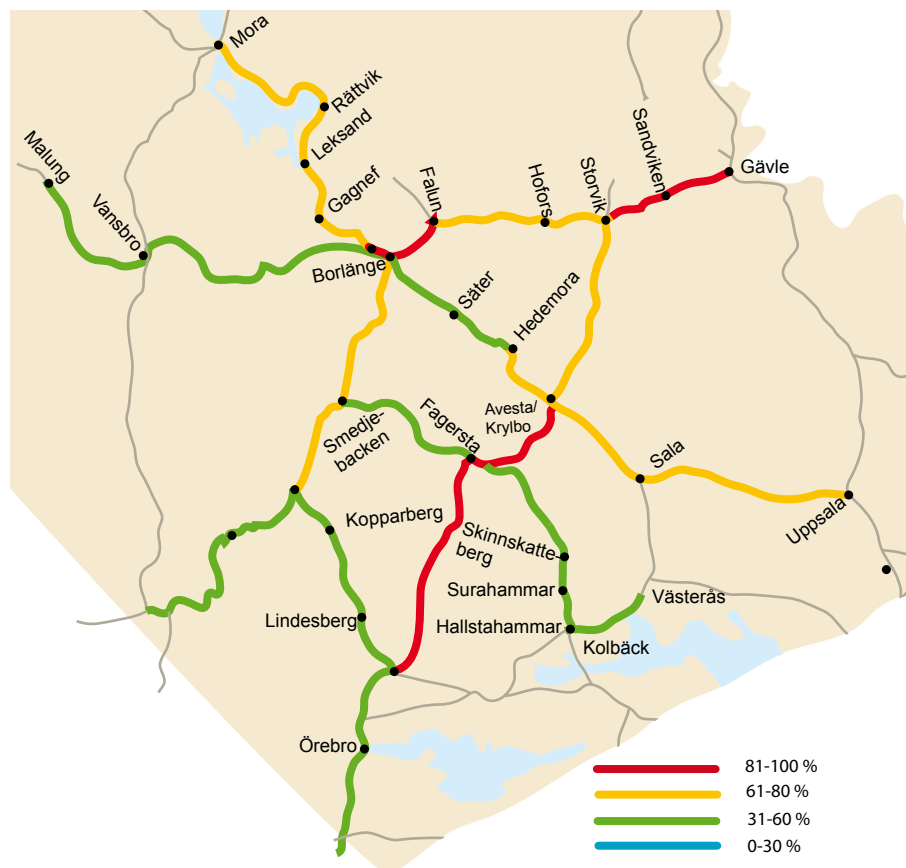 Mora
Rättvik
Leksand
Malung
Vansbro
Gagnef
Falun
Hofors
Storvik
Sandviken
Gävle
Borlänge
Säter
Hedemora
Avesta/
Krylbo
Smedje-
backen
Fagersta
Sala
Uppsala
Kopparberg
Skinnskatte-
berg
Surahammar
Västerås
Lindesberg
Hallstahammar
Kolbäck
Örebro
81-100 %
61-80 %
31-60 %
0-30 %